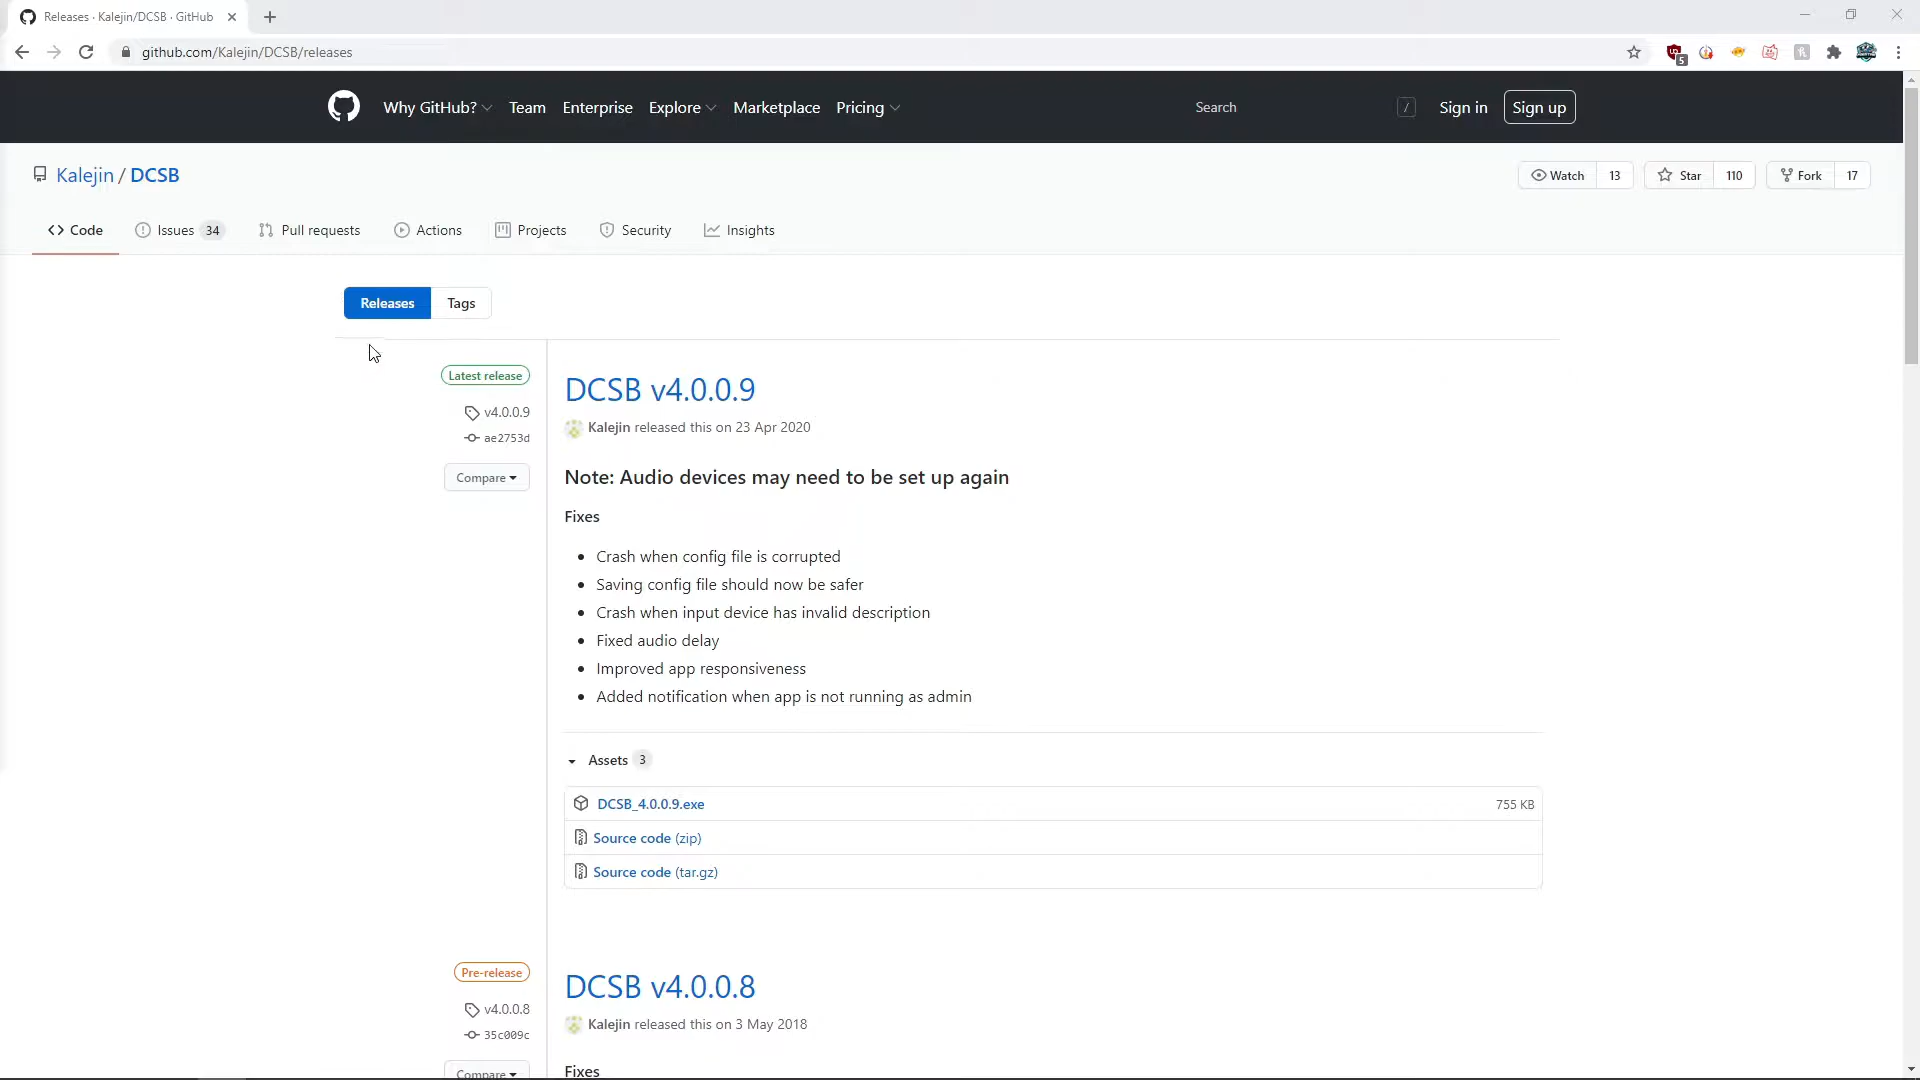 Releases · Kalejin/DCSB · GitHub
github.com/Kalejin/DCSB/releases
5
Why GitHub? Team Enterprise Explore Marketplace Pricing Search / Sign in Sign up
Kalejin / DCSB
Watch 13 Star 110 Fork 17
Code Issues 34 Pull requests Actions Projects Security Insights
Releases Tags
Latest release
v4.0.0.9
ae2753d
Compare
DCSB v4.0.0.9
Kalejin released this on 23 Apr 2020
Note: Audio devices may need to be set up again
Fixes
• Crash when config file is corrupted
• Saving config file should now be safer
• Crash when input device has invalid description
• Fixed audio delay
• Improved app responsiveness
• Added notification when app is not running as admin
Assets 3
DCSB_4.0.0.9.exe 755 KB
Source code (zip)
Source code (tar.gz)
Pre-release
v4.0.0.8
35c009c
Compare
DCSB v4.0.0.8
Kalejin released this on 3 May 2018
Fixes